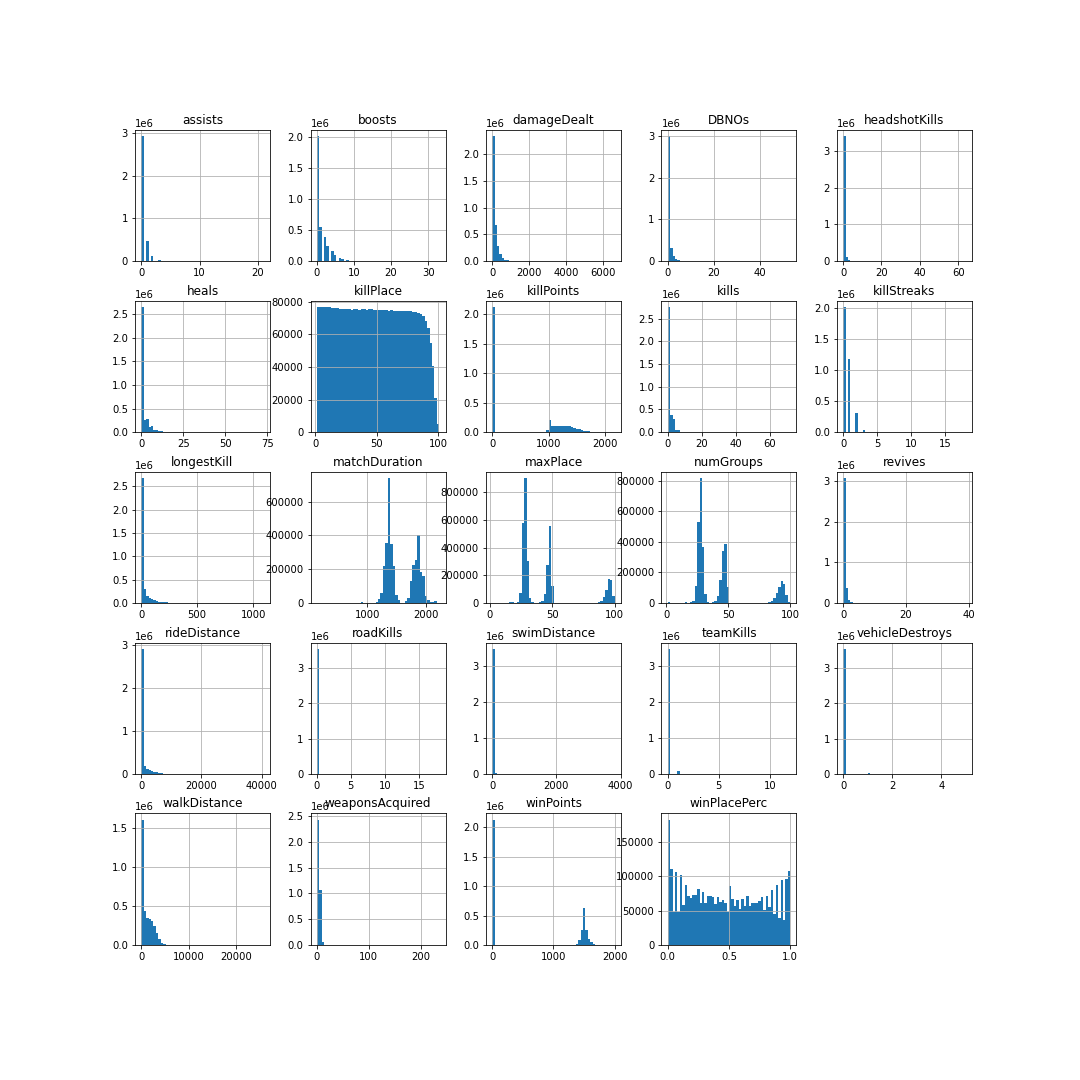 assists boosts damageDealt DBNOs headshotKills
1e6 1e6 1e6 1e6 1e6
3 2.0 2.0 3 3
2 1.5 1.5 2 2
1 1.0 1.0 1 1
0 0.5 0.5 0 0
0.0 0.0
0 10 20 0 10 20 30 0 2000 4000 6000 0 20 40 0 20 40 60
heals killPlace killPoints kills killStreaks
1e6 80000 1e6 1e6 1e6
2.5 60000 2.0 2.5 2.0
2.0 40000 1.5 2.0 1.5
1.5 20000 1.0 1.5 1.0
1.0 0 0.5 1.0 0.5
0.5 0.0 0.5 0.0
0.0 0.0
0 25 50 75 0 50 100 0 1000 2000 0 20 40 60 0 5 10 15
longestKill matchDuration maxPlace numGroups revives
1e6 600000 800000 800000 1e6
2.5 400000 600000 600000 3
2.0 200000 400000 400000 2
1.5 0 200000 200000 1
1.0 0 0 0
0.5
0.0
0 500 1000 1000 2000 0 50 100 0 50 100 0 20 40
rideDistance roadKills swimDistance teamKills vehicleDestroys
1e6 1e6 1e6 1e6 1e6
3 3 3 3 3
2 2 2 2 2
1 1 1 1 1
0 0 0 0 0
0 20000 40000 0 5 10 15 0 2000 4000 0 5 10 0 2 4
walkDistance weaponsAcquired winPoints winPlacePerc
1e6 1e6 1e6 150000
1.5 2.5 2.0 100000
1.0 2.0 1.5 50000
0.5 1.5 1.0 0
0.0 1.0 0.5
0.5 0.0
0.0
0 10000 20000 0 100 200 0 1000 2000 0.0 0.5 1.0